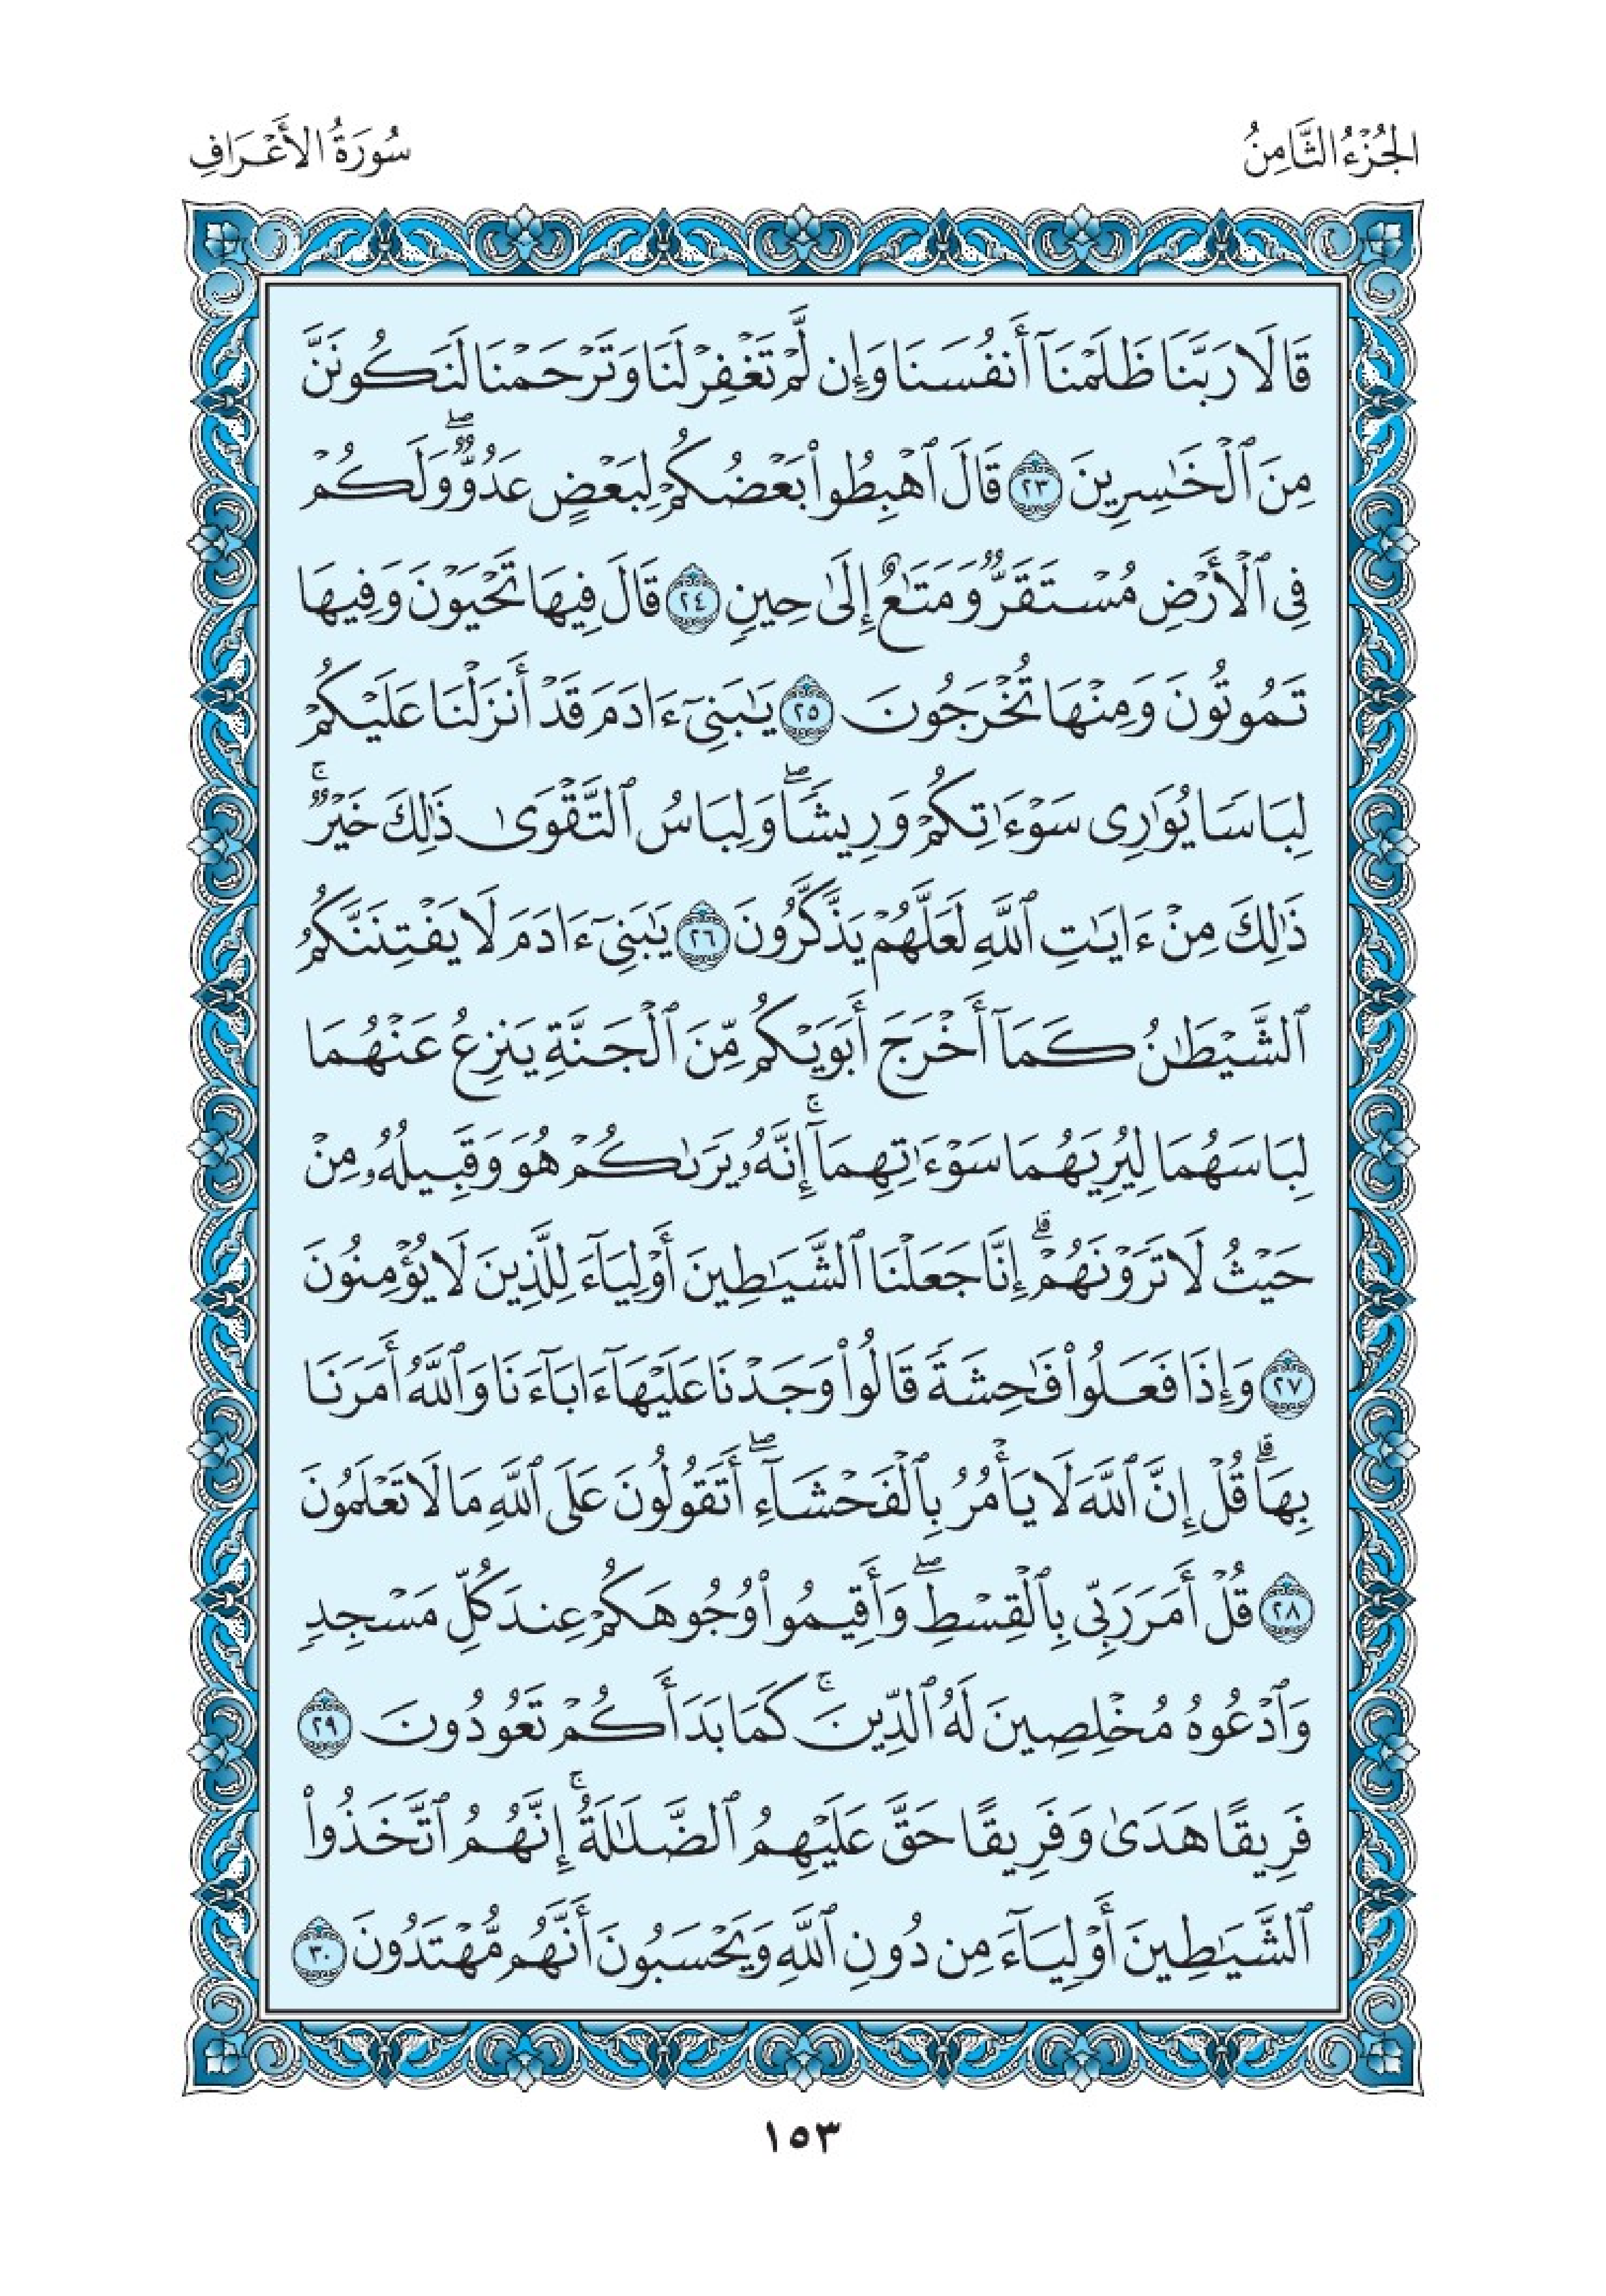 الجُزْءُ الثَّامِنُ
سُورَةُ الأَعْرَافِ
قَالَا رَبَّنَا ظَلَمْنَآ أَنفُسَنَا وَإِن لَّمْ تَغْفِرْ لَنَا وَتَرْحَمْنَا لَنَكُونَنَّ
مِنَ ٱلْخَـٰسِرِينَ ٢٣ قَالَ ٱهْبِطُوا۟ بَعْضُكُمْ لِبَعْضٍ عَدُوٌّ ۖ وَلَكُمْ
فِى ٱلْأَرْضِ مُسْتَقَرٌّ وَمَتَـٰعٌ إِلَىٰ حِينٍ ٢٤ قَالَ فِيهَا تَحْيَوْنَ وَفِيهَا
تَمُوتُونَ وَمِنْهَا تُخْرَجُونَ ٢٥ يَـٰبَنِىٓ ءَادَمَ قَدْ أَنزَلْنَا عَلَيْكُمْ
لِبَاسًا يُوَٰرِى سَوْءَٰتِكُمْ وَرِيشًا ۖ وَلِبَاسُ ٱلتَّقْوَىٰ ذَٰلِكَ خَيْرٌ ۚ
ذَٰلِكَ مِنْ ءَايَـٰتِ ٱللَّهِ لَعَلَّهُمْ يَذَّكَّرُونَ ٢٦ يَـٰبَنِىٓ ءَادَمَ لَا يَفْتِنَنَّكُمُ
ٱلشَّيْطَـٰنُ كَمَآ أَخْرَجَ أَبَوَيْكُم مِّنَ ٱلْجَنَّةِ يَنزِعُ عَنْهُمَا
لِبَاسَهُمَا لِيُرِيَهُمَا سَوْءَٰتِهِمَآ ۚ إِنَّهُۥ يَرَىٰكُمْ هُوَ وَقَبِيلُهُۥ مِنْ
حَيْثُ لَا تَرَوْنَهُمْ ۗ إِنَّا جَعَلْنَا ٱلشَّيَـٰطِينَ أَوْلِيَآءَ لِلَّذِينَ لَا يُؤْمِنُونَ
٢٧ وَإِذَا فَعَلُوا۟ فَـٰحِشَةً قَالُوا۟ وَجَدْنَا عَلَيْهَآ ءَابَآءَنَا وَٱللَّهُ أَمَرَنَا
بِهَا ۗ قُلْ إِنَّ ٱللَّهَ لَا يَأْمُرُ بِٱلْفَحْشَآءِ ۖ أَتَقُولُونَ عَلَى ٱللَّهِ مَا لَا تَعْلَمُونَ
٢٨ قُلْ أَمَرَ رَبِّى بِٱلْقِسْطِ ۖ وَأَقِيمُوا۟ وُجُوهَكُمْ عِندَ كُلِّ مَسْجِدٍ
وَٱدْعُوهُ مُخْلِصِينَ لَهُ ٱلدِّينَ ۚ كَمَا بَدَأَكُمْ تَعُودُونَ ٢٩
فَرِيقًا هَدَىٰ وَفَرِيقًا حَقَّ عَلَيْهِمُ ٱلضَّلَـٰلَةُ ۚ إِنَّهُمُ ٱتَّخَذُوا۟
ٱلشَّيَـٰطِينَ أَوْلِيَآءَ مِن دُونِ ٱللَّهِ وَيَحْسَبُونَ أَنَّهُم مُّهْتَدُونَ ٣٠
١٥٣